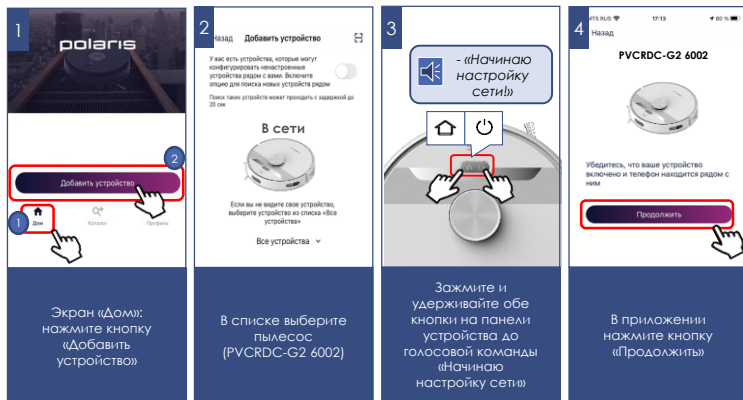 1
polaris
2
Добавить устройство
1
Дом
Каталог
Профиль
Экран «Дом»:
нажмите кнопку
«Добавить
устройство»
2
Назад
Добавить устройство
У вас есть устройства, которые могут
конфигурировать ненастроенные
устройства рядом с вами. Включите
опцию для поиска новых устройств рядом
Поиск таких устройств может проходить с задержкой до
20 сек
В сети
Если вы не видите свое устройство,
выберите устройство из списка «Все
устройства»
Все устройства
В списке выберите
пылесос
(PVCRDC-G2 6002)
3
- «Начинаю
настройку
сети!»
Зажмите и
удерживайте обе
кнопки на панели
устройства до
голосовой команды
«Начинаю
настройку сети»
4
MTS RUS 17:13 80 %
Назад
PVCRDC-G2 6002
Убедитесь, что ваше устройство
включено и телефон находится рядом с
ним
Продолжить
В приложении
нажмите кнопку
«Продолжить»